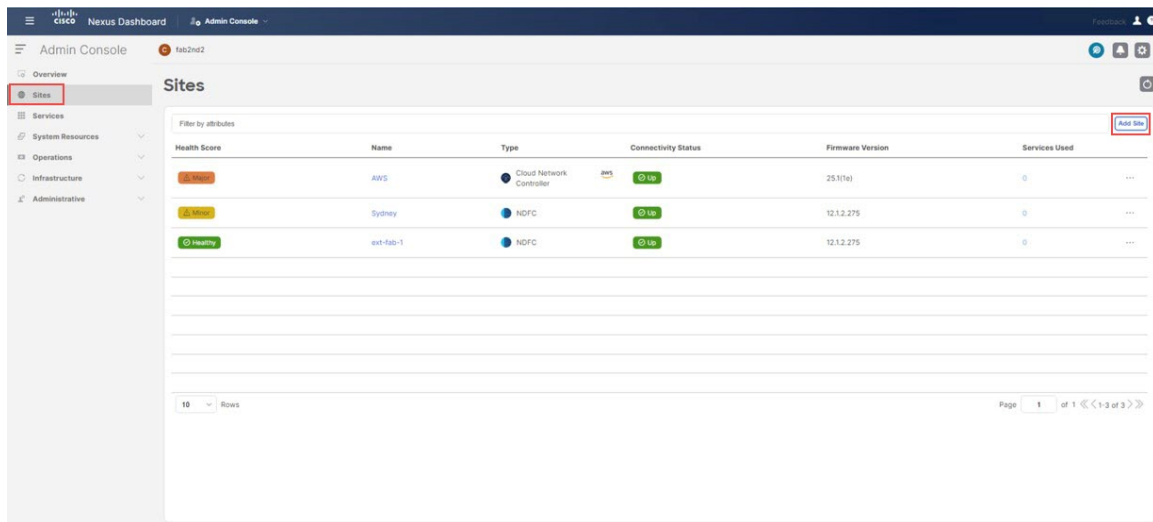 cisco Nexus Dashboard Admin Console Feedback
Admin Console
C fab2nd2
Overview
Sites
Services
System Resources
Operations
Infrastructure
Administrative
Sites
Filter by attributes
Add Site
Health Score Name Type Connectivity Status Firmware Version Services Used
Major AWS Cloud Network Controller aws Up 25.1(1e) 0 ...
Minor Sydney NDFC Up 12.1.2.275 0 ...
Healthy ext-fab-1 NDFC Up 12.1.2.275 0 ...
10 Rows Page 1 of 1 1-3 of 3